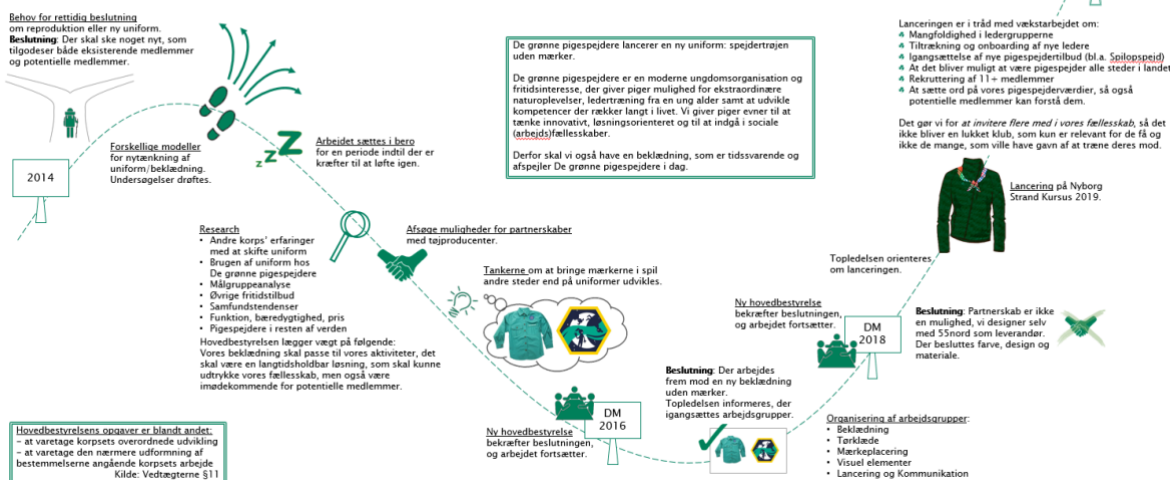 Behov for rettidig beslutning
om reproduktion eller ny uniform.
Beslutning: Der skal ske noget nyt, som
tilgodeser både eksisterende medlemmer
og potentielle medlemmer.
2014
Forskellige modeller
for nytænkning af
uniform/beklædning.
Undersøgelser drøftes.
zzZ
Arbejdet sættes i bero
for en periode indtil der er
kræfter til at løfte igen.
De grønne pigespejdere lancerer en ny uniform: spejdertrøjen
uden mærker.
De grønne pigespejdere er en moderne ungdomsorganisation og
fritidsinteresse, der giver piger mulighed for ekstraordinære
naturoplevelser, ledertræning fra en ung alder samt at udvikle
kompetencer der rækker langt i livet. Vi giver piger evner til at
tænke innovativt, løsningsorienteret og til at indgå i sociale
(arbejds)fællesskaber.
Derfor skal vi også have en beklædning, som er tidssvarende og
afspejler De grønne pigespejdere i dag.
Research
• Andre korps' erfaringer
med at skifte uniform
• Brugen af uniform hos
De grønne pigespejdere
• Målgruppeanalyse
• Øvrige fritidstilbud
• Samfundstendenser
• Funktion, bæredygtighed, pris
• Pigespejdere i resten af verden
Hovedbestyrelsen lægger vægt på følgende:
Vores beklædning skal passe til vores aktiviteter, det
skal være en langtidsholdbar løsning, som skal kunne
udtrykke vores fællesskab, men også være
imødekommende for potentielle medlemmer.
Afsøge muligheder for partnerskaber
med tøjproducenter.
Tankerne om at bringe mærkerne i spil
andre steder end på uniformer udvikles.
Hovedbestyrelsens opgaver er blandt andet:
– at varetage korpsets overordnede udvikling
– at varetage den nærmere udformning af
bestemmelserne angående korpsets arbejde
Kilde: Vedtægterne §11
Ny hovedbestyrelse
bekræfter beslutningen,
og arbejdet fortsætter.
DM
2016
Beslutning: Der arbejdes
frem mod en ny beklædning
uden mærker.
Topledelsen informeres, der
igangsættes arbejdsgrupper.
Ny hovedbestyrelse
bekræfter beslutningen,
og arbejdet fortsætter.
DM
2018
Organisering af arbejdsgrupper:
• Beklædning
• Tørklæde
• Mærkeplacering
• Visuel elementer
• Lancering og Kommunikation
Beslutning: Partnerskab er ikke
en mulighed, vi designer selv
med 55nord som leverandør.
Der besluttes farve, design og
materiale.
Topledelsen orienteres
om lanceringen.
Lancering på Nyborg
Strand Kursus 2019.
Lanceringen er i tråd med vækstarbejdet om:
Mangfoldighed i ledergrupperne
Tiltrækning og onboarding af nye ledere
Igangsættelse af nye pigespejdertilbud (bl.a. Spilopspejd)
At det bliver muligt at være pigespejder alle steder i landet
Rekruttering af 11+ medlemmer
At sætte ord på vores pigespejderværdier, så også
potentielle medlemmer kan forstå dem.
Det gør vi for at invitere flere med i vores fællesskab, så det
ikke bliver en lukket klub, som kun er relevant for de få og
ikke de mange, som ville have gavn af at træne deres mod.